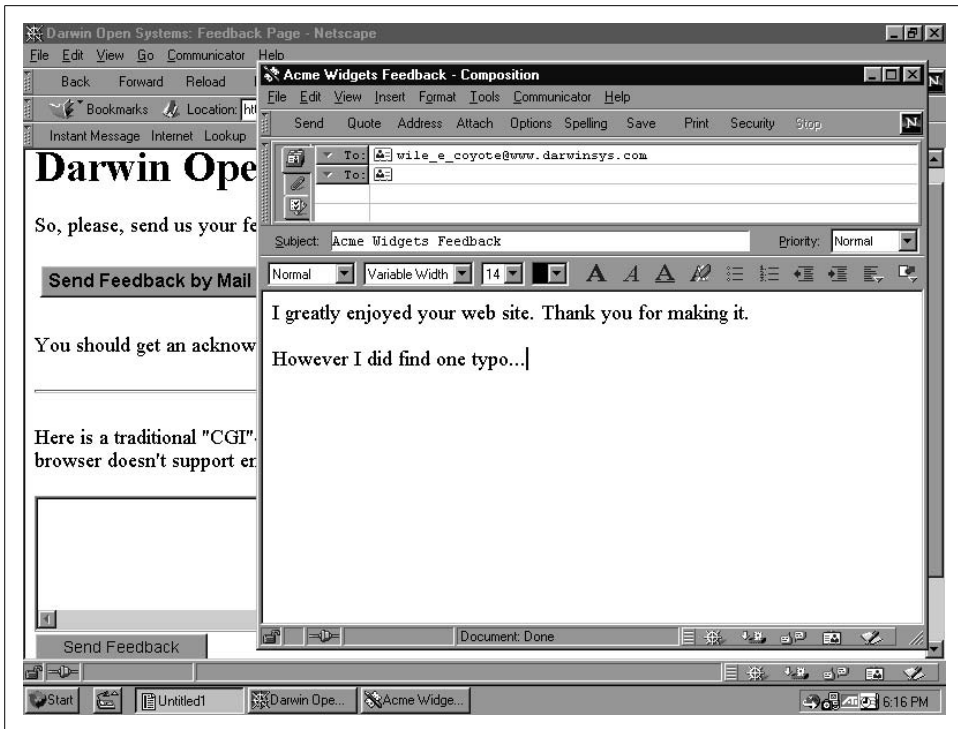 Darwin Open Systems: Feedback Page - Netscape
File Edit View Go Communicator Help
Back Forward Reload
Bookmarks Location: htt
Instant Message Internet Lookup
Darwin Ope
So, please, send us your fe
Send Feedback by Mail
You should get an acknow
Here is a traditional "CGI"
browser doesn't support en
Send Feedback
Acme Widgets Feedback - Composition
File Edit View Insert Format Tools Communicator Help
Send Quote Address Attach Options Spelling Save Print Security Stop
N
To: wile_e_coyote@www.darwinsys.com
To:
Subject: Acme Widgets Feedback Priority: Normal
Normal Variable Width 14 A A A
I greatly enjoyed your web site. Thank you for making it.
However I did find one typo...
Document: Done
Start Untitled1 Darwin Ope... Acme Widge... 6:16 PM